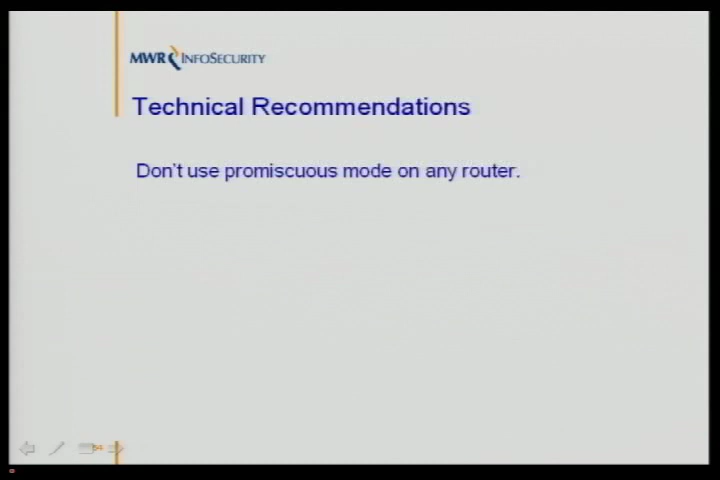 MWR INFOSECURITY
Technical Recommendations
Don't use promiscuous mode on any router.